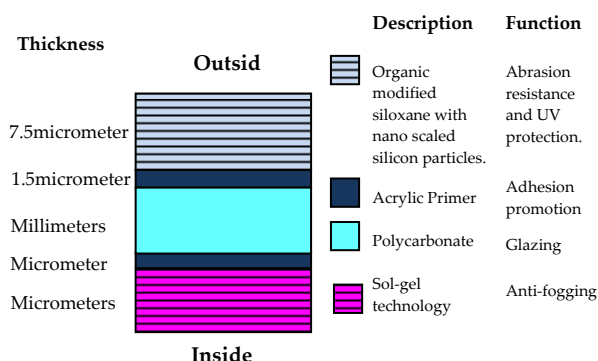 Thickness
Outsid
7.5micrometer
1.5micrometer
Millimeters
Micrometer
Micrometers
Inside
Description
Function
Organic
modified
siloxane with
nano scaled
silicon particles.
Abrasion
resistance
and UV
protection.
Acrylic Primer
Adhesion
promotion
Polycarbonate
Glazing
Sol-gel
technology
Anti-fogging